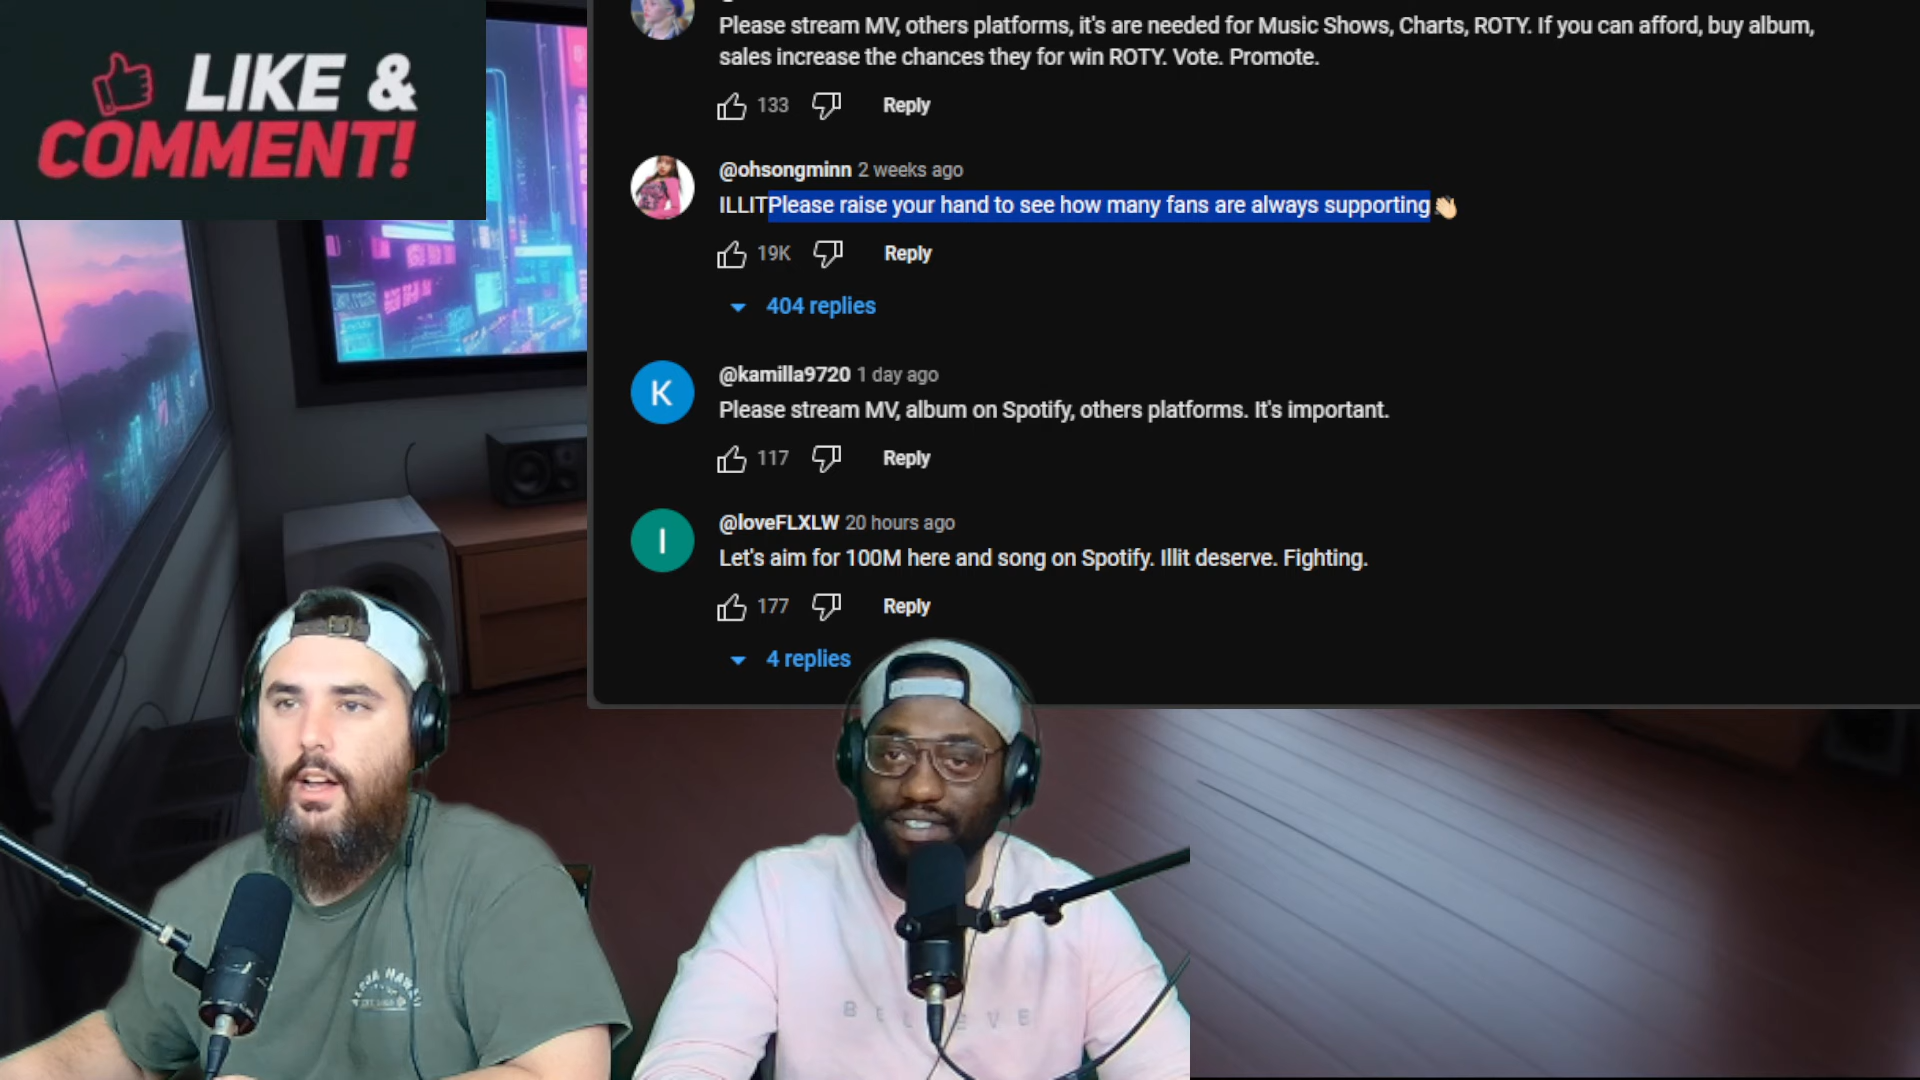 LIKE &
COMMENT!
Please stream MV, others platforms, it's are needed for Music Shows, Charts, ROTY. If you can afford, buy album,
sales increase the chances they for win ROTY. Vote. Promote.
133 Reply
@ohsongminn 2 weeks ago
ILLITPlease raise your hand to see how many fans are always supporting👏🏻
19K Reply
404 replies
K
@kamilla9720 1 day ago
Please stream MV, album on Spotify, others platforms. It's important.
117 Reply
I
@loveFLXLW 20 hours ago
Let's aim for 100M here and song on Spotify. Illit deserve. Fighting.
177 Reply
4 replies